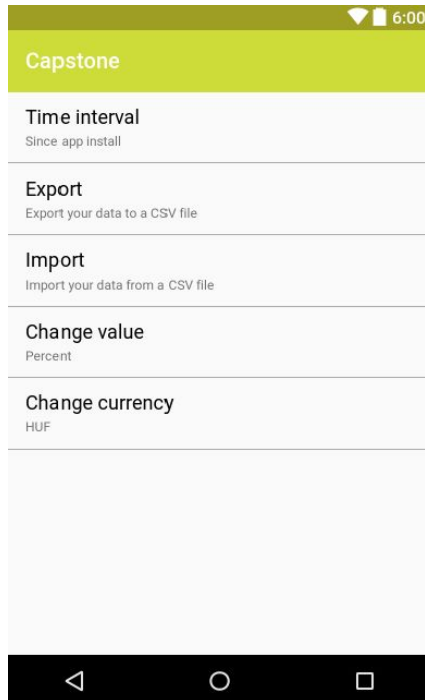 6:00
Capstone
Time interval
Since app install
Export
Export your data to a CSV file
Import
Import your data from a CSV file
Change value
Percent
Change currency
HUF